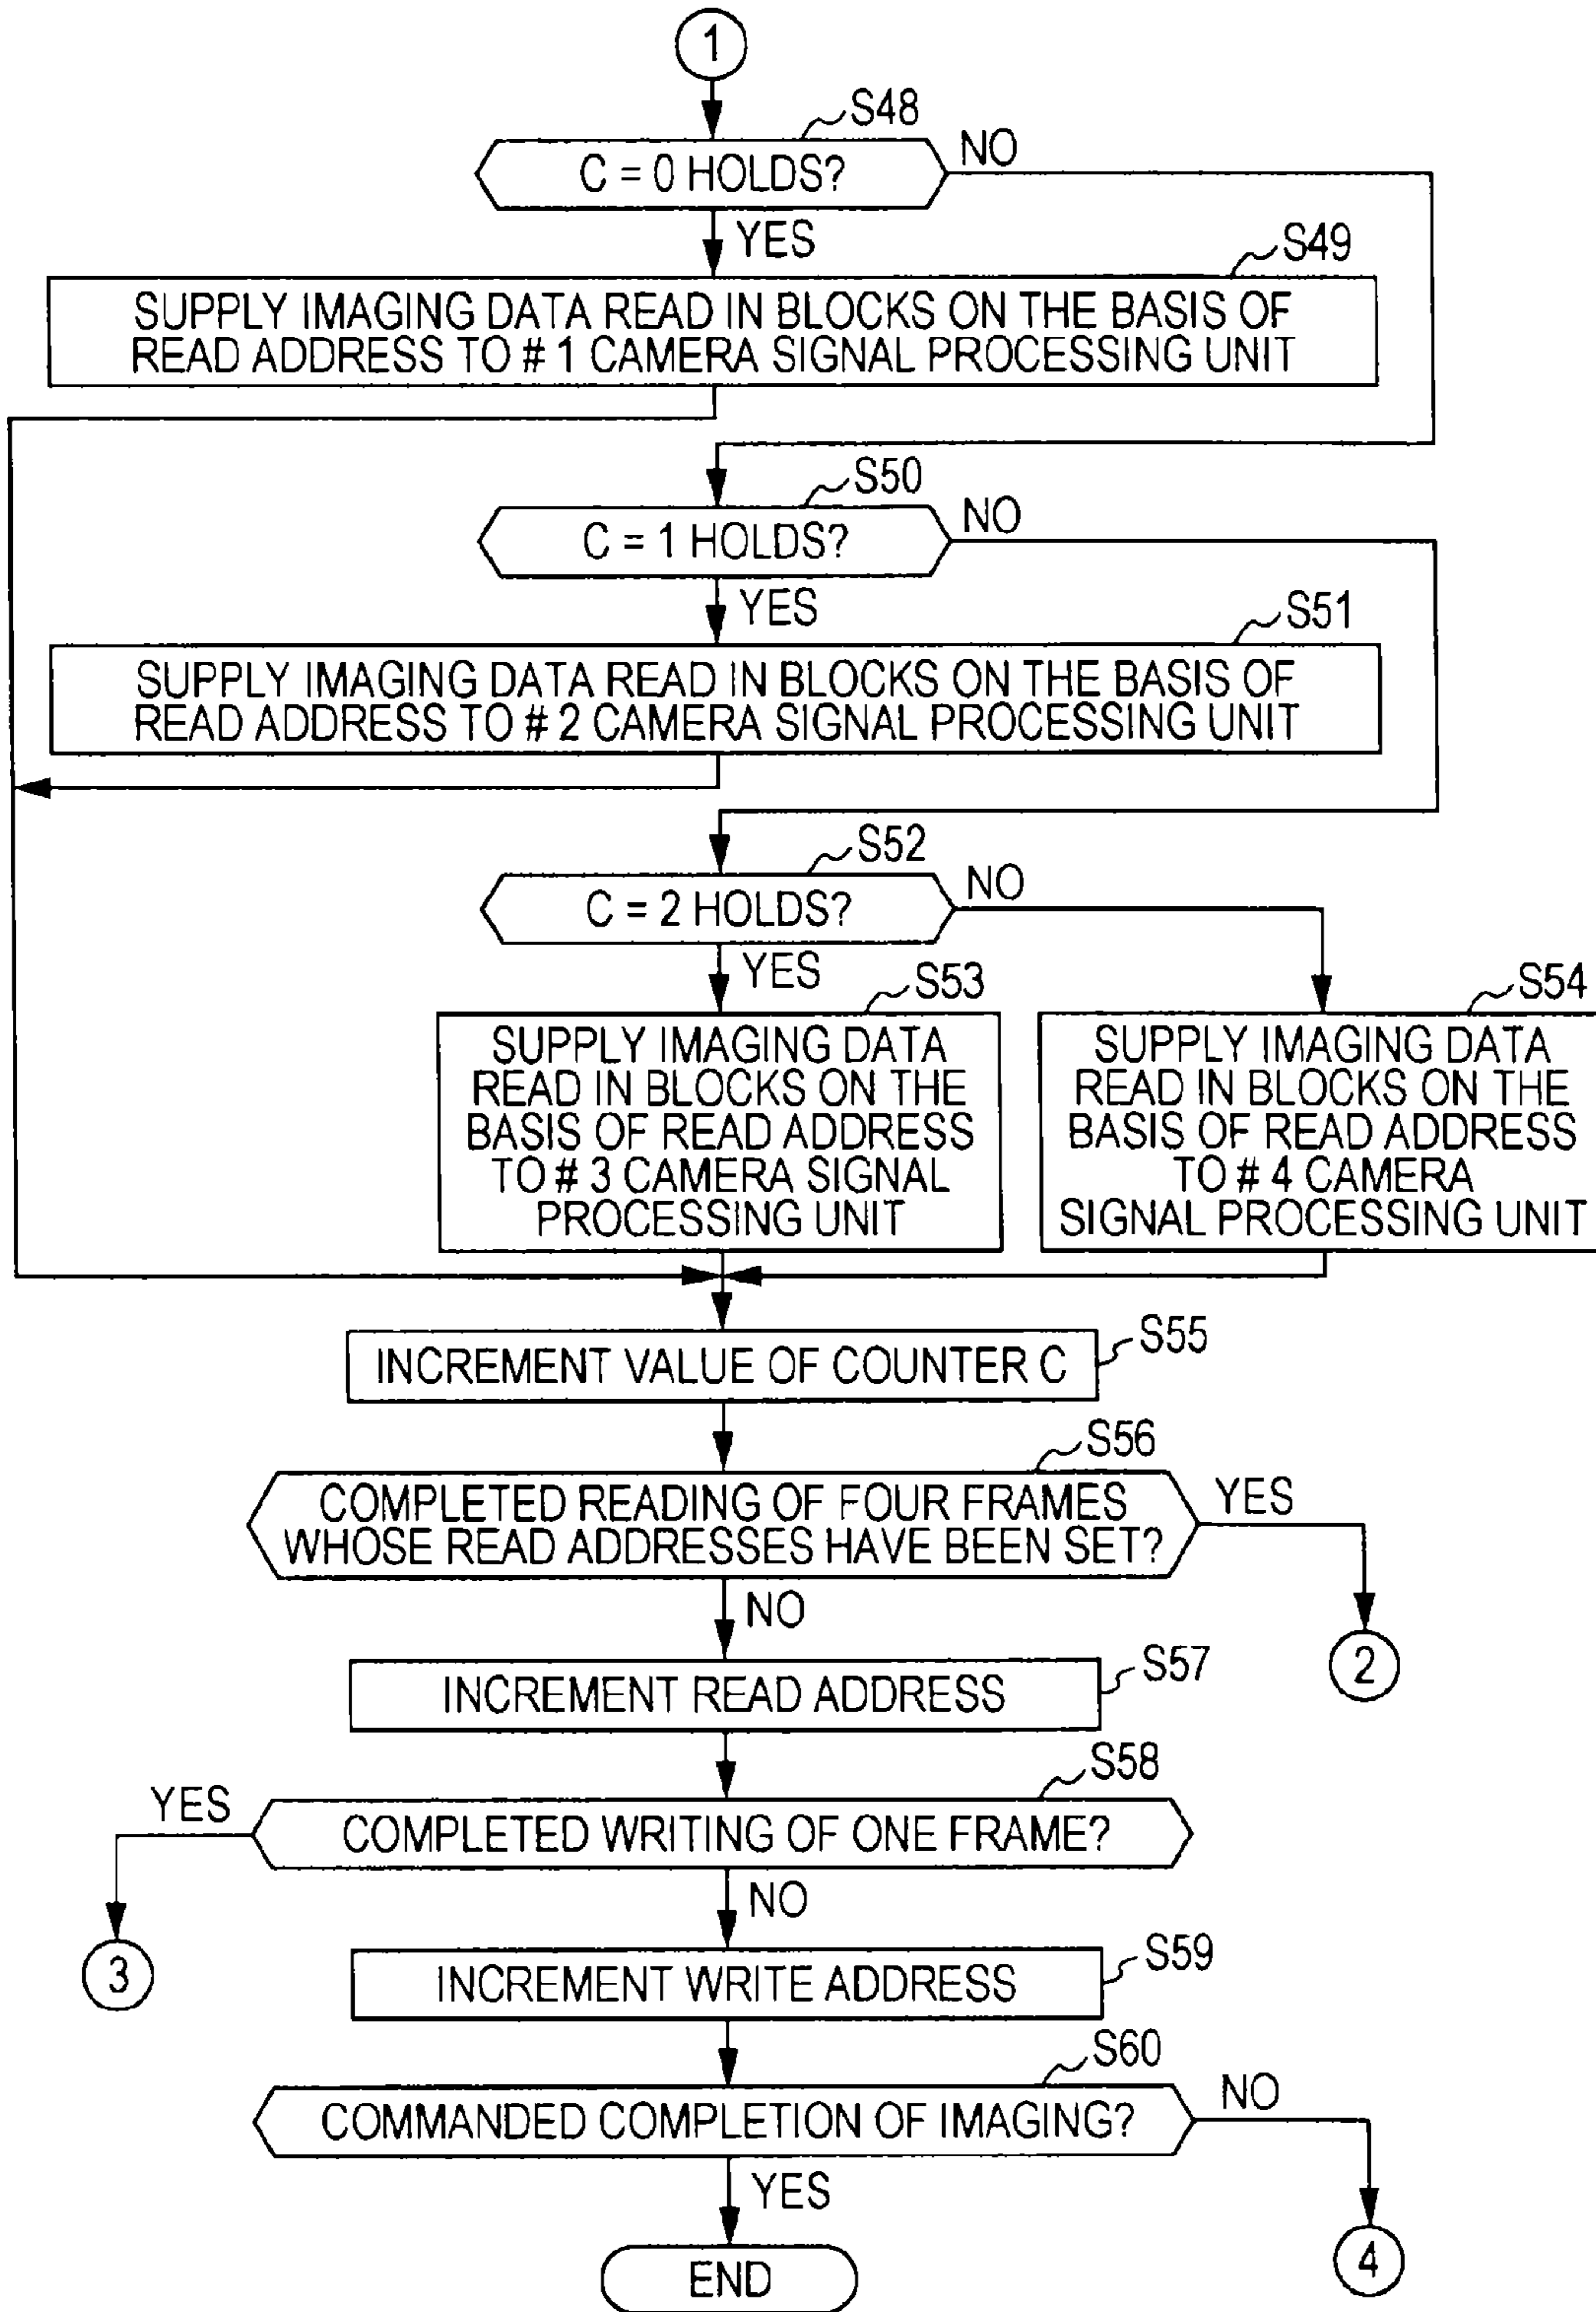 1
S48
C = 0 HOLDS?
NO
YES
S49
SUPPLY IMAGING DATA READ IN BLOCKS ON THE BASIS OF
READ ADDRESS TO # 1 CAMERA SIGNAL PROCESSING UNIT
S50
C = 1 HOLDS?
NO
YES
S51
SUPPLY IMAGING DATA READ IN BLOCKS ON THE BASIS OF
READ ADDRESS TO # 2 CAMERA SIGNAL PROCESSING UNIT
S52
C = 2 HOLDS?
NO
YES
S53
SUPPLY IMAGING DATA
READ IN BLOCKS ON THE
BASIS OF READ ADDRESS
TO # 3 CAMERA SIGNAL
PROCESSING UNIT
S54
SUPPLY IMAGING DATA
READ IN BLOCKS ON THE
BASIS OF READ ADDRESS
TO # 4 CAMERA
SIGNAL PROCESSING UNIT
S55
INCREMENT VALUE OF COUNTER C
S56
COMPLETED READING OF FOUR FRAMES
WHOSE READ ADDRESSES HAVE BEEN SET?
YES
2
NO
S57
INCREMENT READ ADDRESS
S58
COMPLETED WRITING OF ONE FRAME?
YES
3
NO
S59
INCREMENT WRITE ADDRESS
S60
COMMANDED COMPLETION OF IMAGING?
NO
4
YES
END